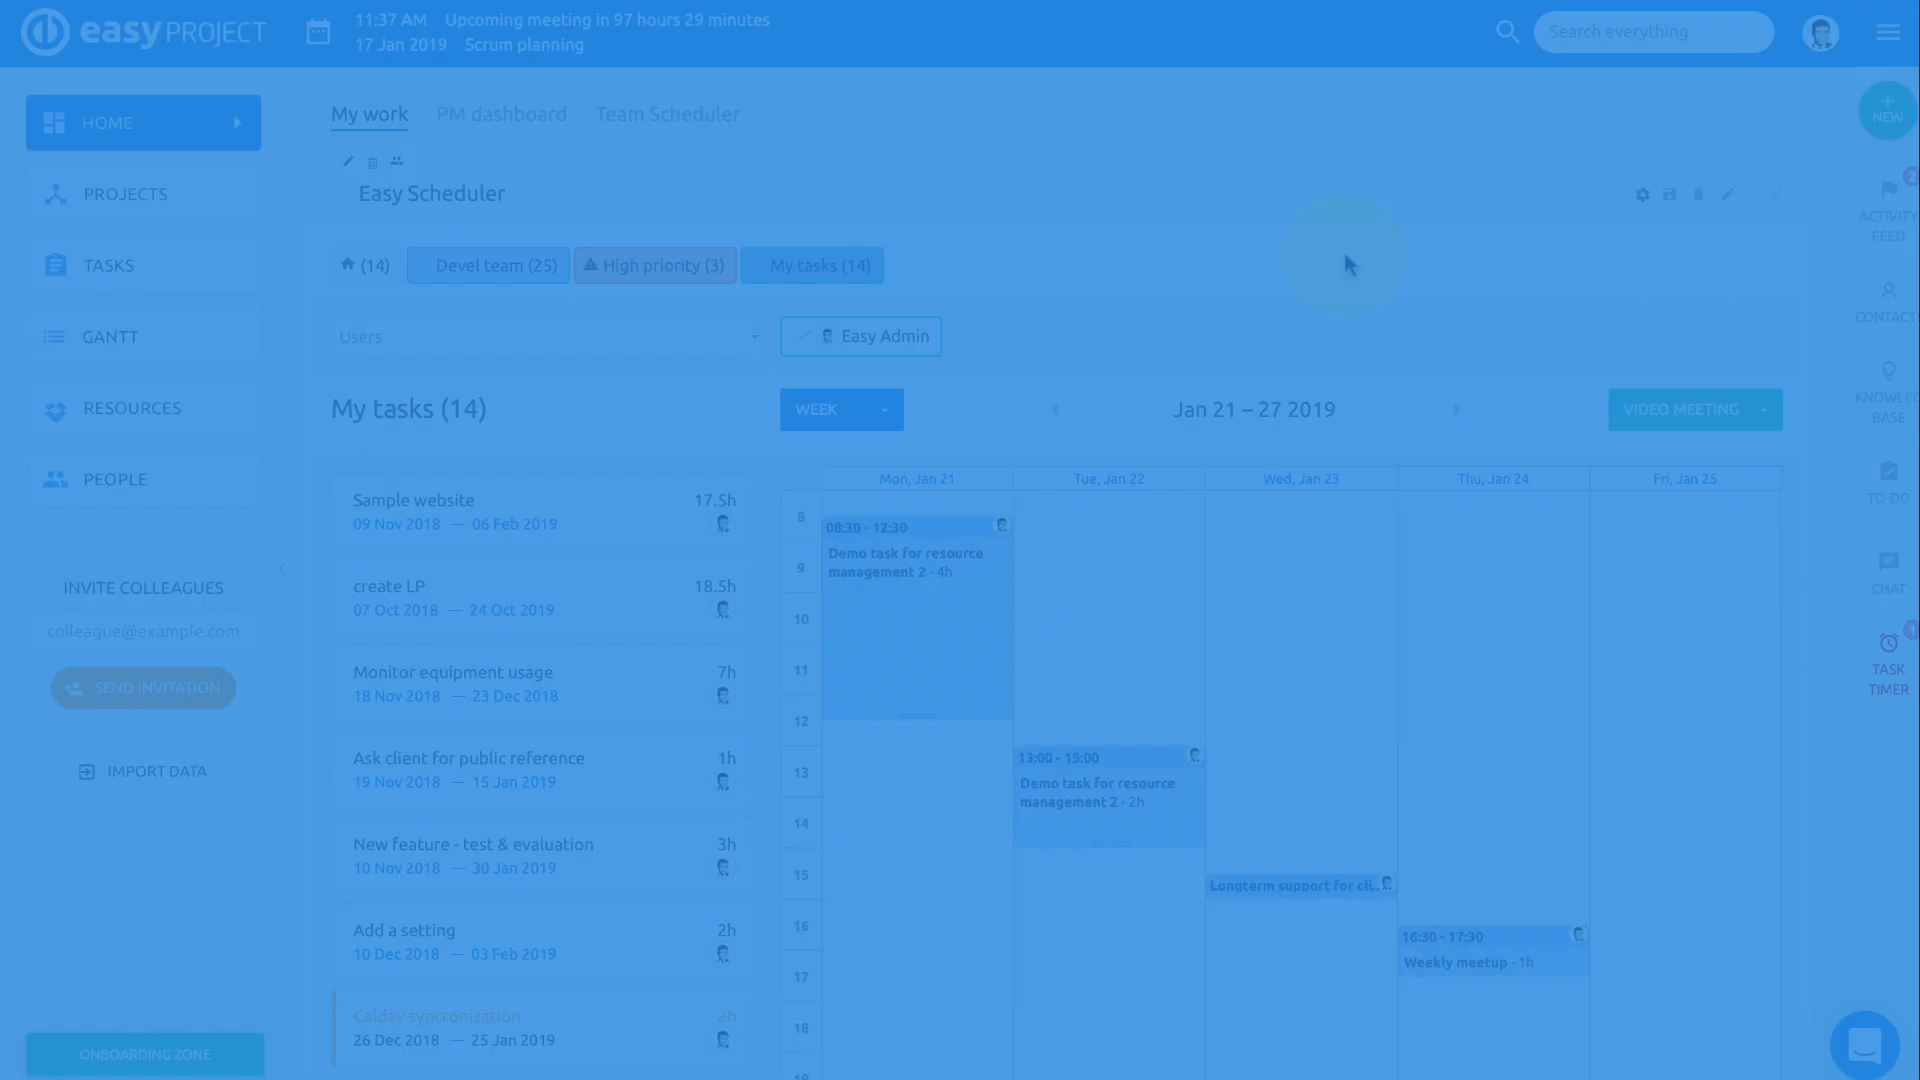 easy PROJECT
11:37 AM Upcoming meeting in 97 hours 29 minutes
17 Jan 2019 Scrum planning
Search everything
HOME
PROJECTS
TASKS
GANTT
RESOURCES
PEOPLE
INVITE COLLEAGUES
colleague@example.com
SEND INVITATION
IMPORT DATA
ONBOARDING ZONE
My work PM dashboard Team Scheduler
Easy Scheduler
(14) Devel team (25) High priority (3) My tasks (14)
Users
Easy Admin
My tasks (14)
WEEK
Jan 21 – 27 2019
VIDEO MEETING
Sample website 17.5h
09 Nov 2018 — 06 Feb 2019
create LP 18.5h
07 Oct 2018 — 24 Oct 2019
Monitor equipment usage 7h
18 Nov 2018 — 23 Dec 2018
Ask client for public reference 1h
19 Nov 2018 — 15 Jan 2019
New feature - test & evaluation 3h
10 Nov 2018 — 30 Jan 2019
Add a setting 2h
10 Dec 2018 — 03 Feb 2019
Caldav syncronization 2h
26 Dec 2018 — 25 Jan 2019
Mon, Jan 21 Tue, Jan 22 Wed, Jan 23 Thu, Jan 24 Fri, Jan 25
8
9
10
11
12
13
14
15
16
17
18
19
08:30 - 12:30
Demo task for resource
management 2 - 4h
13:00 - 15:00
Demo task for resource
management 2 - 2h
Longterm support for cli...
16:30 - 17:30
Weekly meetup - 1h
+
NEW
2
ACTIVITY
FEED
CONTACTS
KNOWLED
BASE
TO-DO
CHAT
1
TASK
TIMER